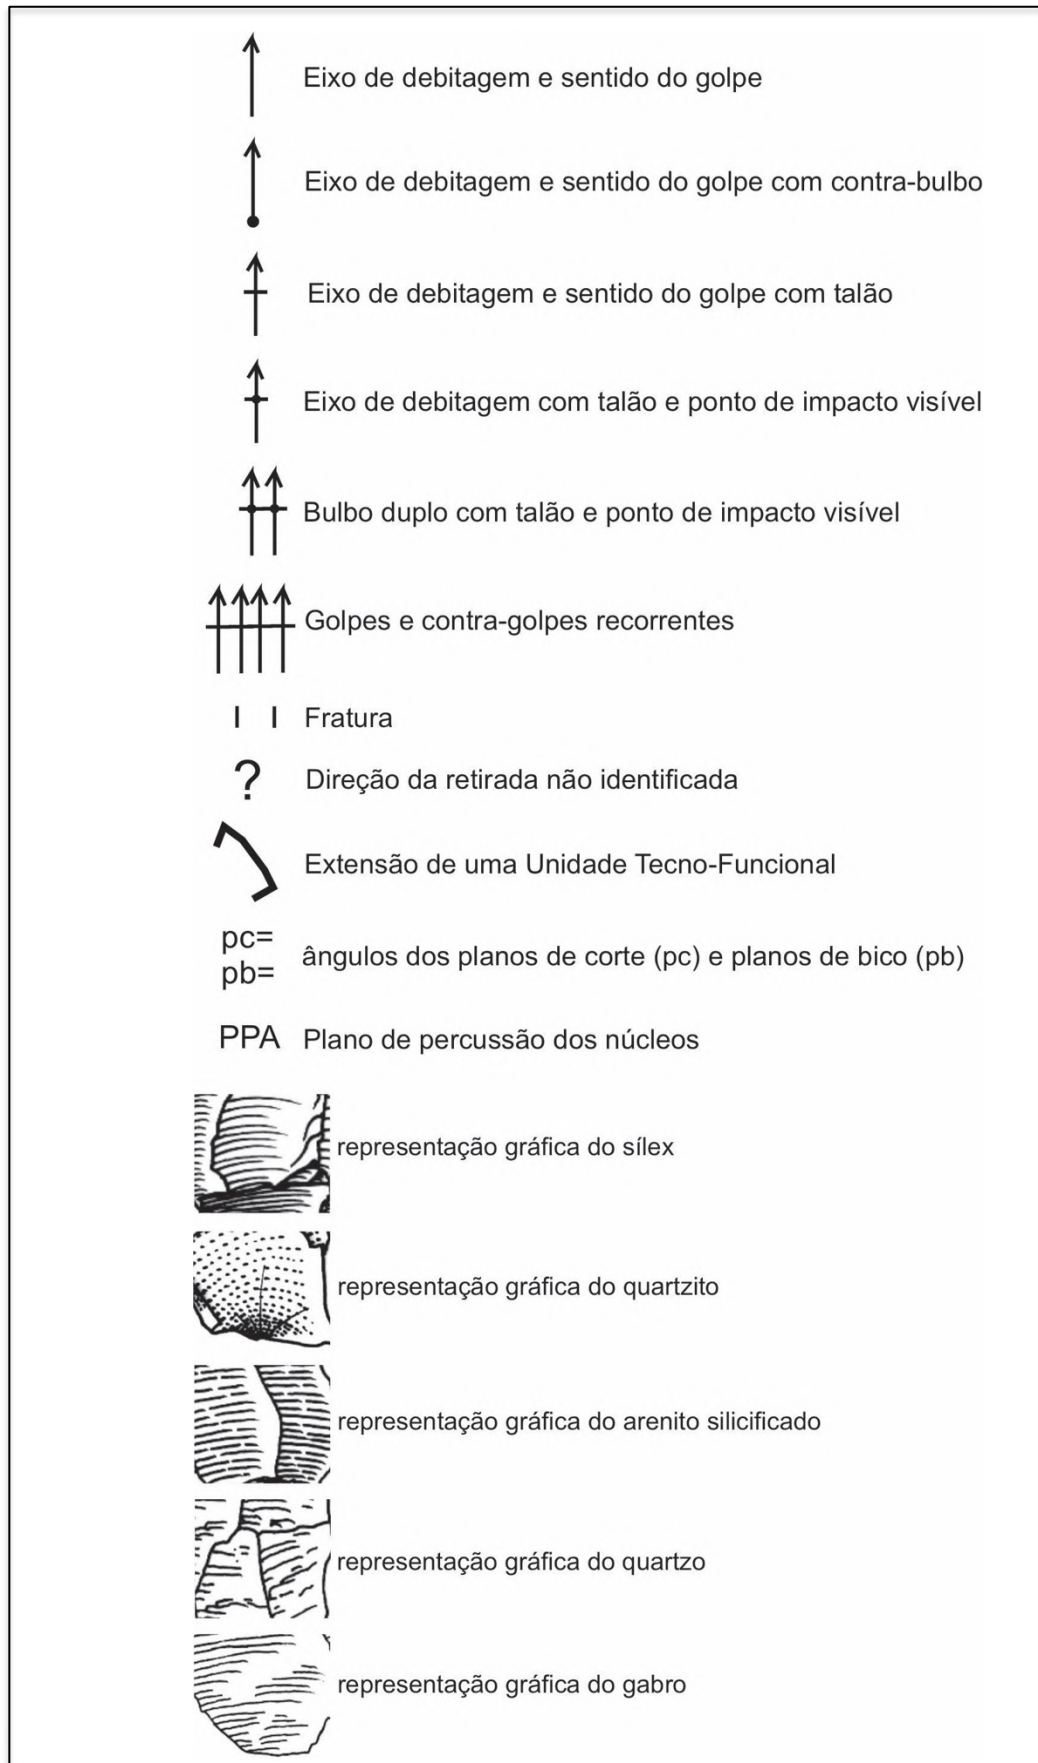 Eixo de debitagem e sentido do golpe
Eixo de debitagem e sentido do golpe com contra-bulbo
Eixo de debitagem e sentido do golpe com talão
Eixo de debitagem com talão e ponto de impacto visível
Bulbo duplo com talão e ponto de impacto visível
Golpes e contra-golpes recorrentes
Fratura
? Direção da retirada não identificada
Extensão de uma Unidade Tecno-Funcional
pc=
pb=
ângulos dos planos de corte (pc) e planos de bico (pb)
PPA Plano de percussão dos núcleos
representação gráfica do sílex
representação gráfica do quartzito
representação gráfica do arenito silicificado
representação gráfica do quartzo
representação gráfica do gabro